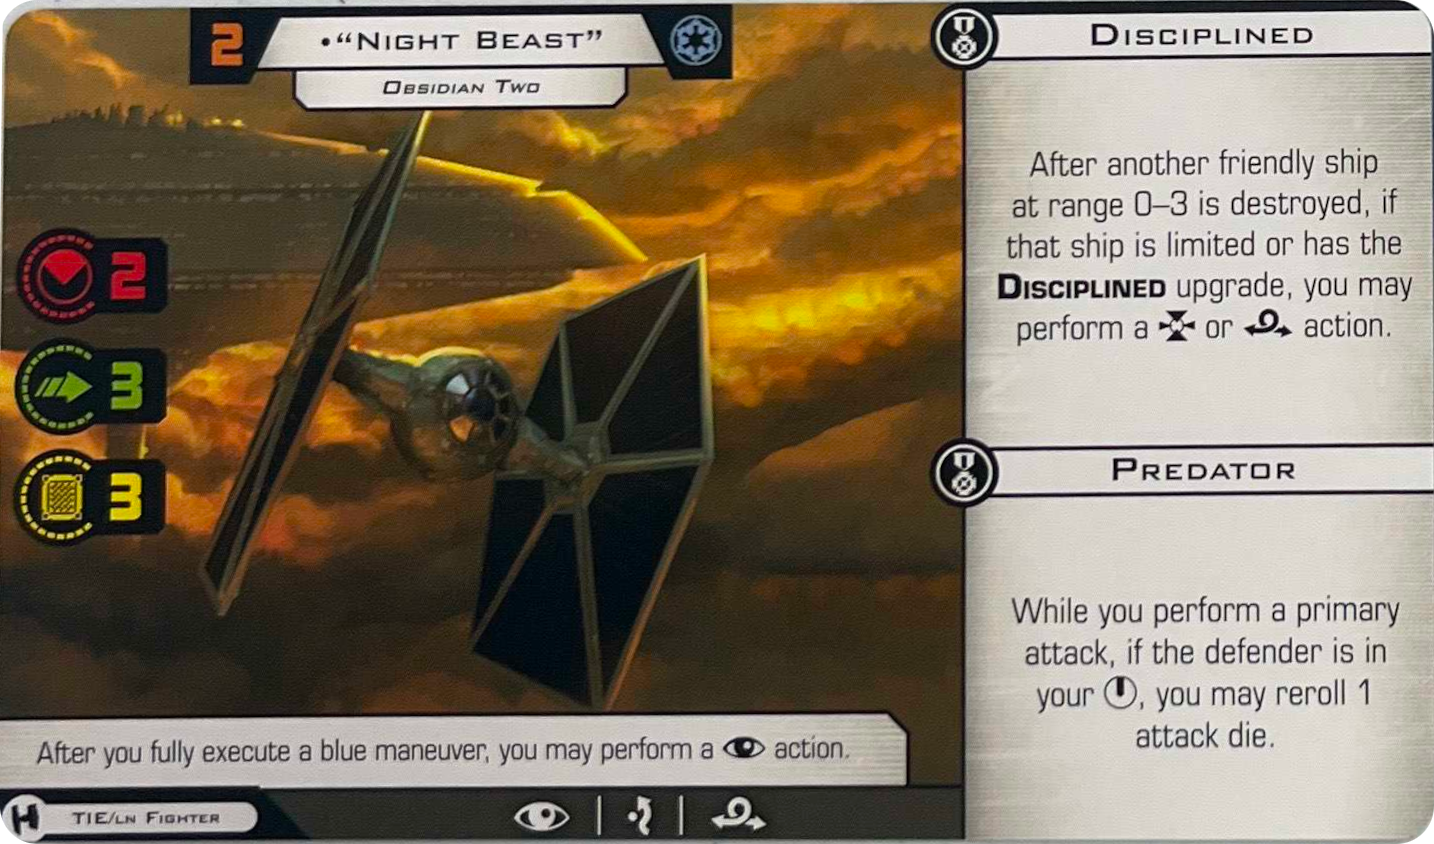 2
•“Night Beast”
Obsidian Two
2
3
3
After you fully execute a blue maneuver, you may perform a action.
TIE/ln Fighter
Disciplined
After another friendly ship
at range 0–3 is destroyed, if
that ship is limited or has the
Disciplined upgrade, you may
perform a or action.
Predator
While you perform a primary
attack, if the defender is in
your , you may reroll 1
attack die.